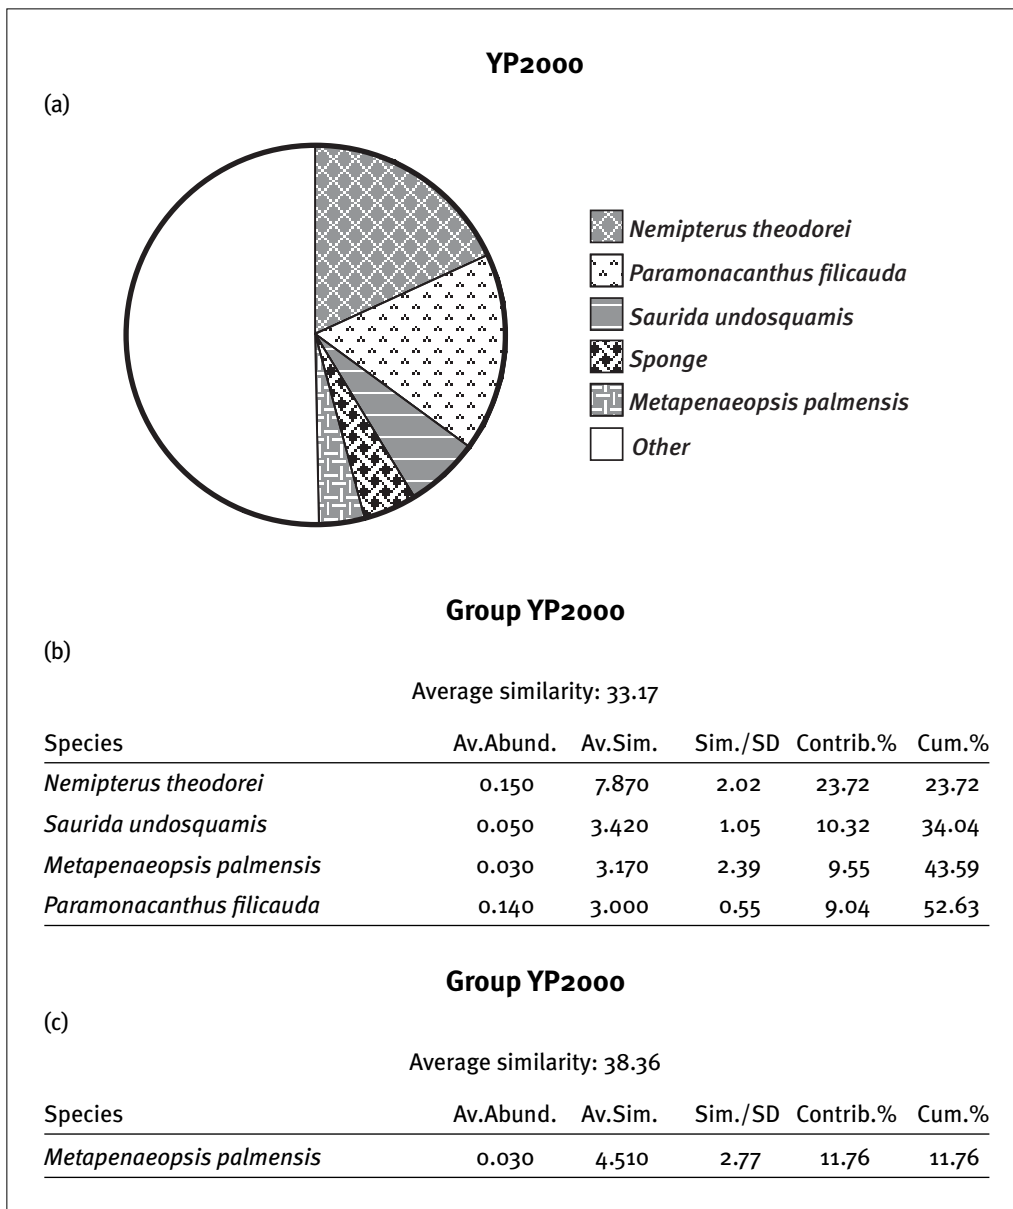 YP2000
(a)
Nemipterus theodorei
Paramonacanthus filicauda
Saurida undosquamis
Sponge
Metapenaeopsis palmensis
Other
Group YP2000
(b)
Average similarity: 33.17
Species Av.Abund. Av.Sim. Sim./SD Contrib.% Cum.%
Nemipterus theodorei 0.150 7.870 2.02 23.72 23.72
Saurida undosquamis 0.050 3.420 1.05 10.32 34.04
Metapenaeopsis palmensis 0.030 3.170 2.39 9.55 43.59
Paramonacanthus filicauda 0.140 3.000 0.55 9.04 52.63
Group YP2000
(c)
Average similarity: 38.36
Species Av.Abund. Av.Sim. Sim./SD Contrib.% Cum.%
Metapenaeopsis palmensis 0.030 4.510 2.77 11.76 11.76